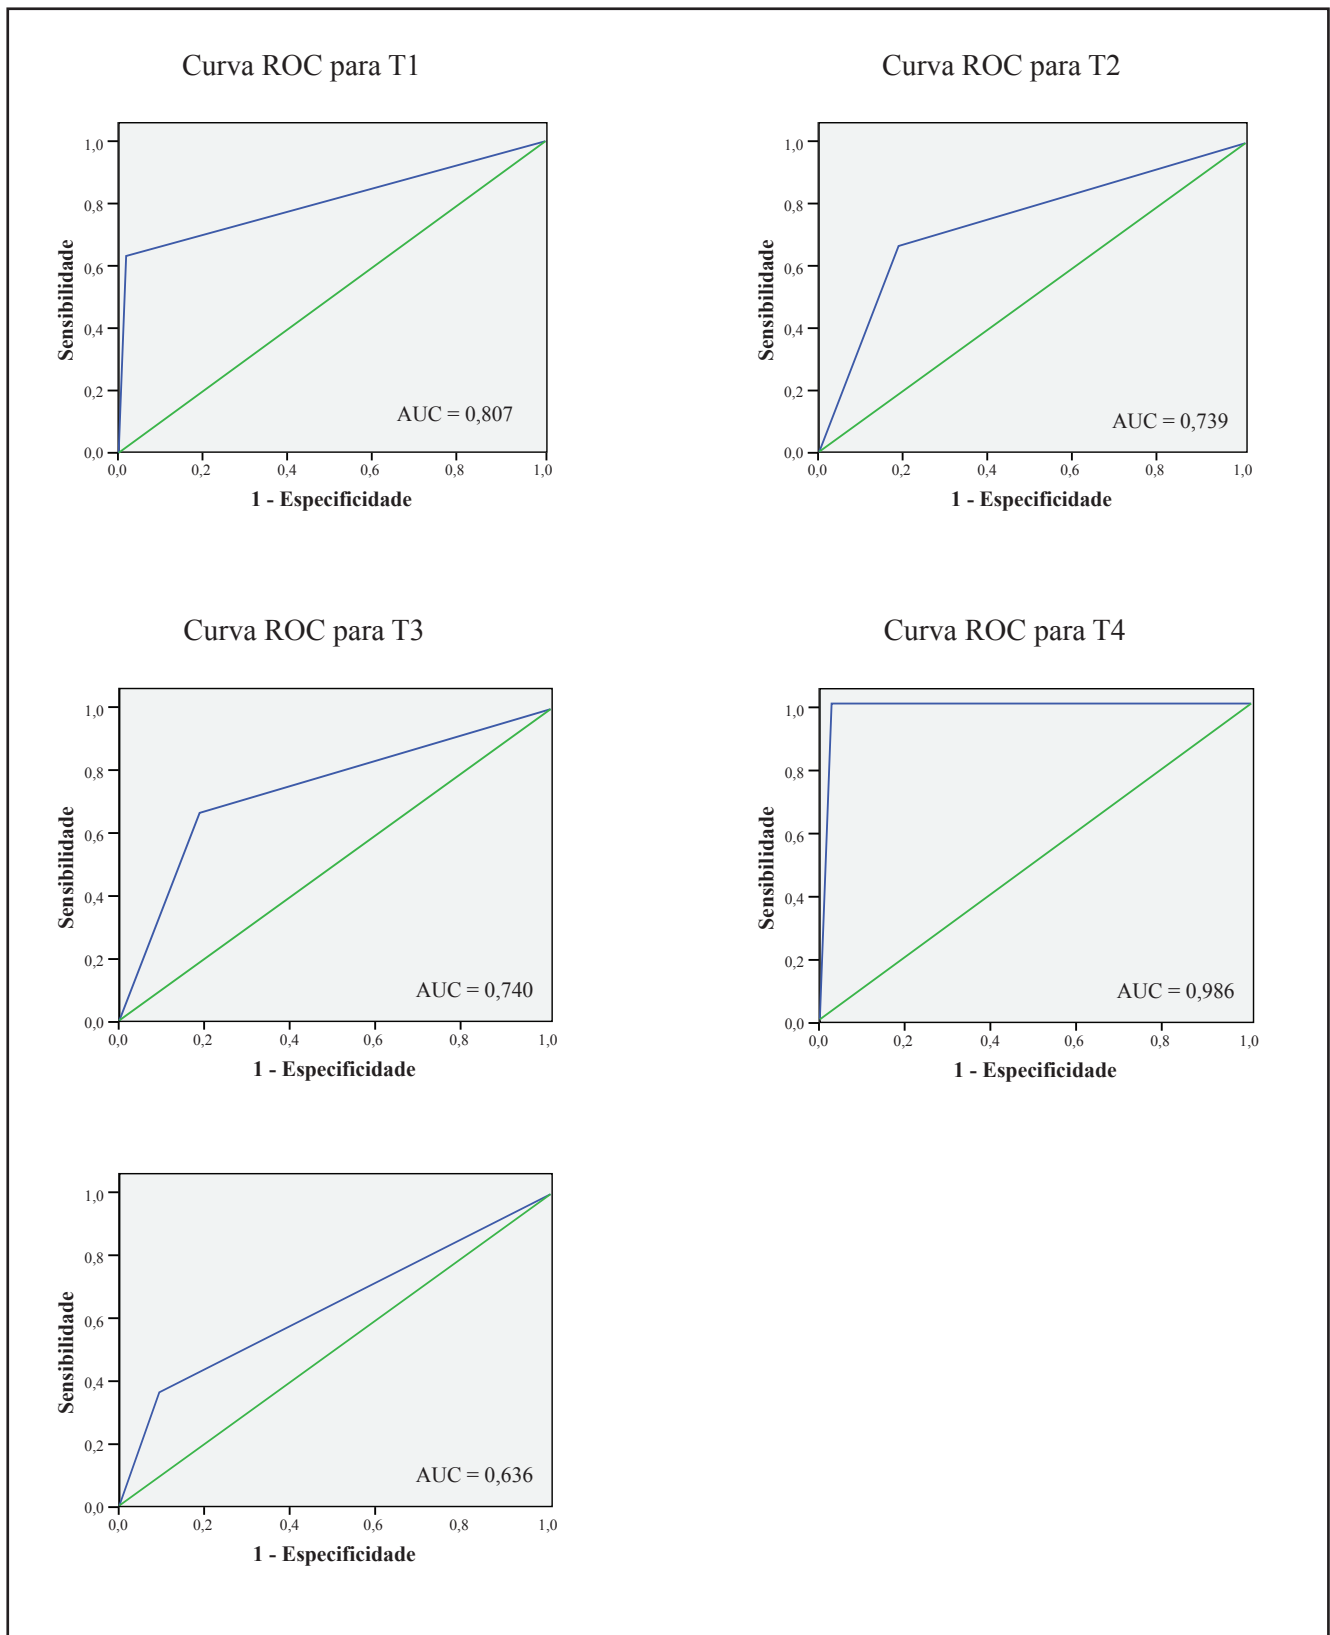 Curva ROC para T1
1,0
0,8
0,6
0,4
0,2
0,0
Sensibilidade
AUC = 0,807
0,0 0,2 0,4 0,6 0,8 1,0
1 - Especificidade
Curva ROC para T2
1,0
0,8
0,6
0,4
0,2
0,0
Sensibilidade
AUC = 0,739
0,0 0,2 0,4 0,6 0,8 1,0
1 - Especificidade
Curva ROC para T3
1,0
0,8
0,6
0,4
0,2
0,0
Sensibilidade
AUC = 0,740
0,0 0,2 0,4 0,6 0,8 1,0
1 - Especificidade
Curva ROC para T4
1,0
0,8
0,6
0,4
0,2
0,0
Sensibilidade
AUC = 0,986
0,0 0,2 0,4 0,6 0,8 1,0
1 - Especificidade
1,0
0,8
0,6
0,4
0,2
0,0
Sensibilidade
AUC = 0,636
0,0 0,2 0,4 0,6 0,8 1,0
1 - Especificidade